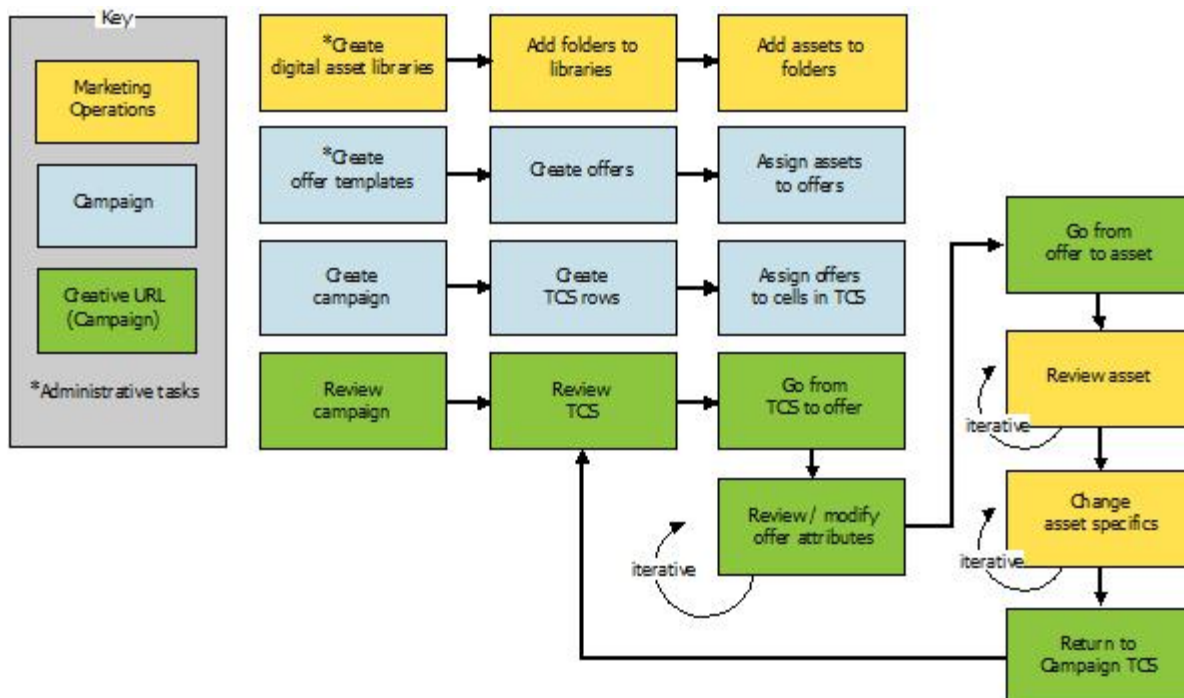 Key
Marketing
Operations
Campaign
Creative URL
(Campaign)
*Administrative tasks
*Create
digital asset libraries
Add folders to
libraries
Add assets to
folders
*Create
offer templates
Create offers
Assign assets
to offers
Create
campaign
Create
TCS rows
Assign offers
to cells in TCS
Review
campaign
Review
TCS
Go from
TCS to offer
Review / modify
offer attributes
iterative
Go from
offer to asset
Review asset
iterative
Change
asset specifics
iterative
Return to
Campaign TCS